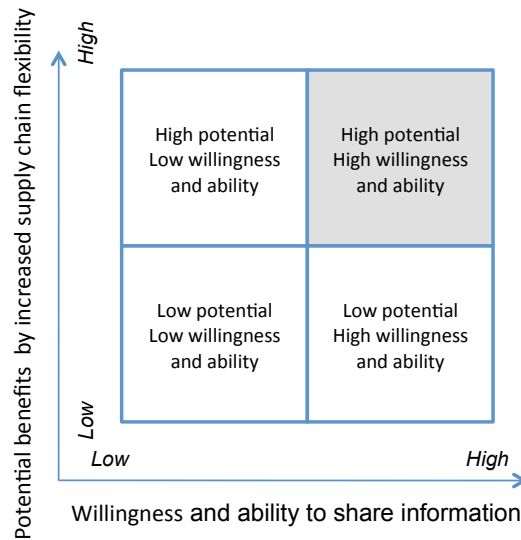 Potential benefits by increased supply chain flexibility
High
High potential
Low willingness
and ability
High potential
High willingness
and ability
Low potential
Low willingness
and ability
Low potential
High willingness
and ability
Low
Low
High
Willingness and ability to share information